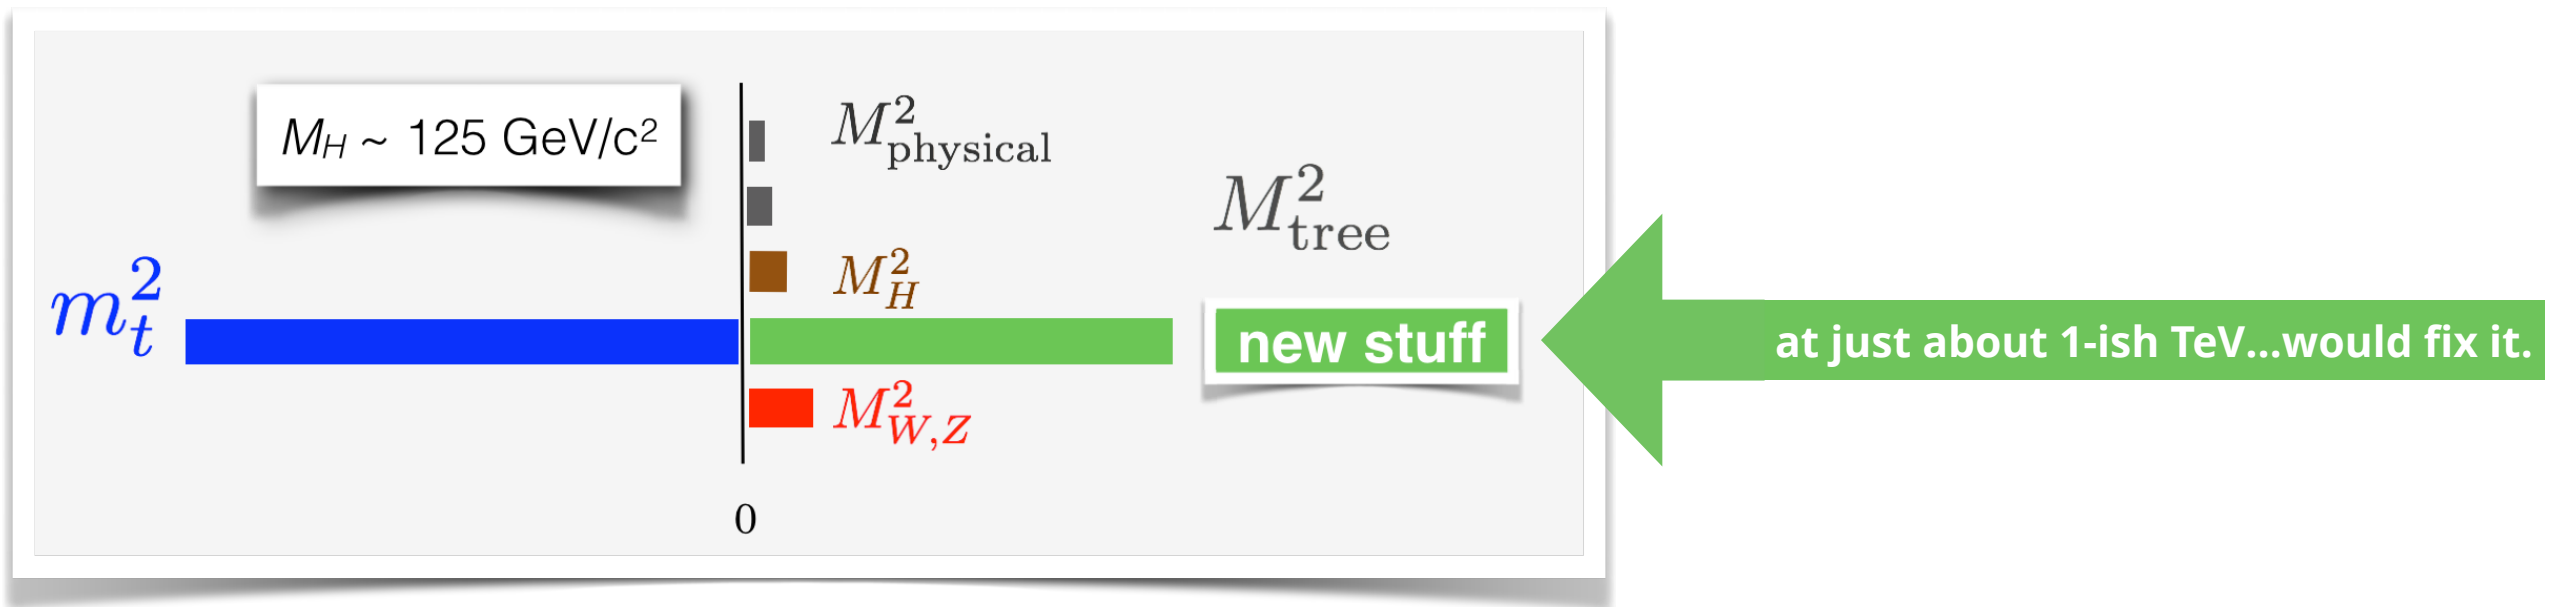 M_H ~ 125 GeV/c²
M²_physical
M²_tree
m²_t
M²_H
new stuff
at just about 1-ish TeV...would fix it.
M²_W,Z
0